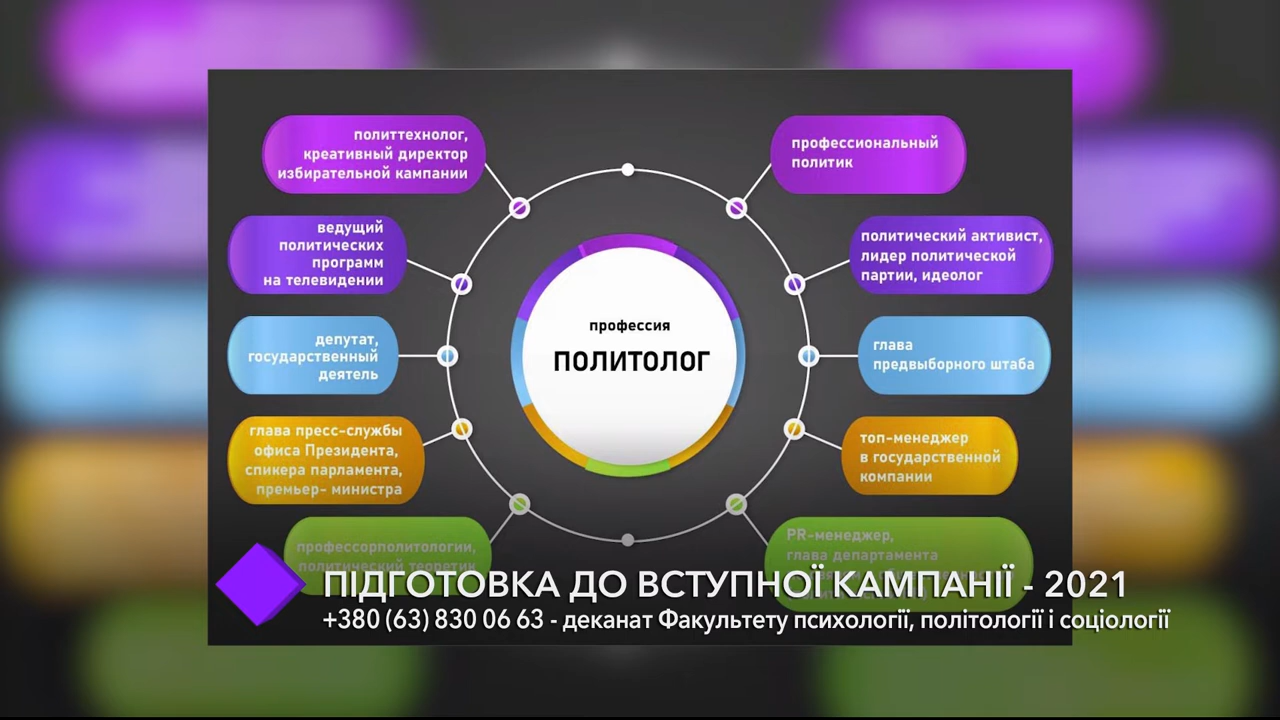 политтехнолог,
креативный директор
избирательной кампании
ведущий
политических
программ
на телевидении
депутат,
государственный
деятель
глава пресс-службы
офиса Президента,
спикера парламента,
премьер- министра
профессорполитологии,
политический теоретик
профессия
ПОЛИТОЛОГ
профессиональный
политик
политический активист,
лидер политической
партии, идеолог
глава
предвыборного штаба
топ-менеджер
в государственной
компании
PR-менеджер,
глава департамента
ПІДГОТОВКА ДО ВСТУПНОЇ КАМПАНІЇ - 2021
+380 (63) 830 06 63 - деканат Факультету психології, політології і соціології